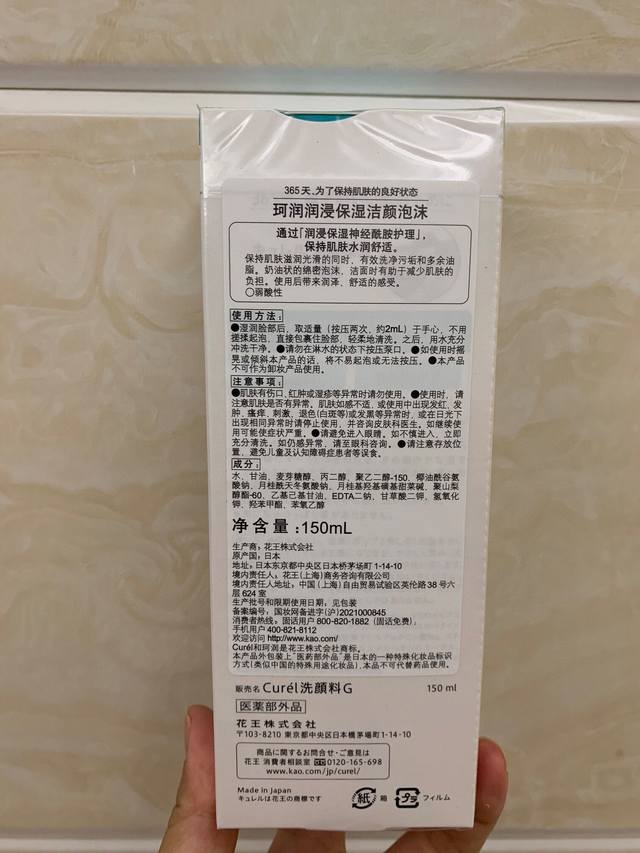 365天、为了保持肌肤的良好状态
珂润润浸保湿洁颜泡沫
通过「润浸保湿神经酰胺护理」，
保持肌肤水润舒适。
保持肌肤滋润光滑的同时，有效洗净污垢和多余油
脂。奶油状的绵密泡沫，洁面时有助于减少肌肤的
负担。使用后带来润泽、舒适的感受。
〇弱酸性
使用方法：
●湿润脸部后，取适量（按压两次，约2mL）于手心，不用
搓揉起泡，直接包裹住脸部，轻柔地清洗。之后，用水充分
冲洗干净。●请勿在淋水的状态下按压泵口。●如使用时摇
晃或倾斜本产品的话，将不易起泡或无法按压。●本产品
不可作为卸妆产品使用。
注意事项：
●肌肤有伤口、红肿或湿疹等异常时请勿使用。●使用时，请
注意肌肤是否有异常。肌肤如感不适，或使用中出现发红、发
肿、瘙痒、刺激、退色(白斑等)或发黑等异常时，或在日光下
出现相同异常时请停止使用，并咨询皮肤科医生。如继续使
用可能使症状严重。●请避免进入眼睛。如不慎进入，立即
充分清洗。如仍感异常，请至眼科咨询。●请注意存放位
置，避免儿童及认知障碍症患者等误食。
成分：
水、甘油、麦芽糖醇、丙二醇、聚乙二醇-150、椰油酰谷氨
酸钠、月桂酰天冬氨酸钠、月桂基羟基磺基甜菜碱、聚山梨
醇酯-60、乙基己基甘油、EDTA二钠、甘草酸二钾、氢氧化
钾、羟苯甲酯、苯氧乙醇
净含量：150mL
生产商：花王株式会社
原产国：日本
地址：日本东京都中央区日本桥茅场町 1-14-10
境内责任人：花王（上海）商务咨询有限公司
境内责任人地址：中国（上海）自由贸易试验区英伦路38号六
层624室
生产批号和限期使用日期：见包装
备案编号：国妆网备进字(沪)2021000845
消费者热线：固话用户 800-820-1882（固话免费）；
手机用户 400-821-8112
欢迎访问 http://www.kao.com/
Curél和珂润是花王株式会社商标。
本产品外包装上“医药部外品”是日本的一种特殊化妆品标识
方式(类似中国的特殊用途化妆品)，本品不可代替药品使用。
販売名 Curél洗顔料G 150 ml
医薬部外品
花王株式会社
〒103-8210 東京都中央区日本橋茅場町1-14-10
商品に関するお問合せ・ご意見は
花王 消費者相談室 0120-165-698
www.kao.com/jp/curel/
Made in Japan
キュレルは花王の商標です
紙 箱 プラ フィルム